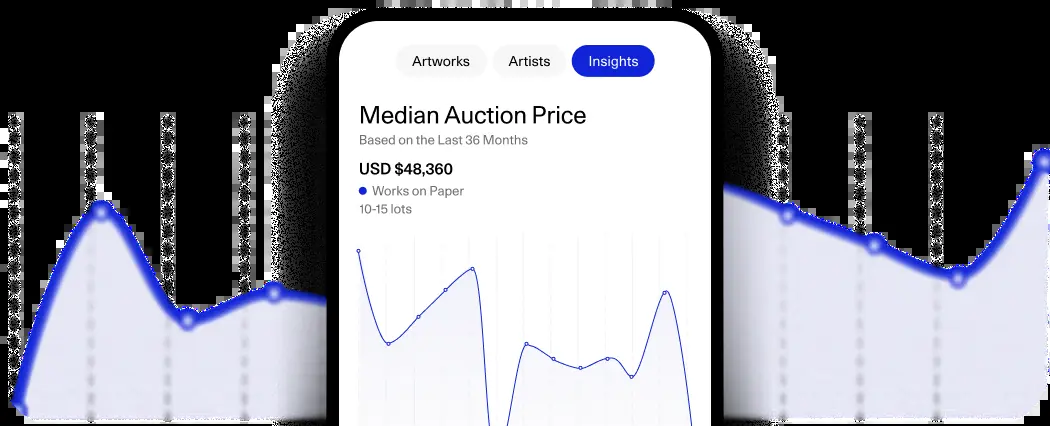 Artworks Artists Insights
Median Auction Price
Based on the Last 36 Months
USD $48,360
Works on Paper
10-15 lots